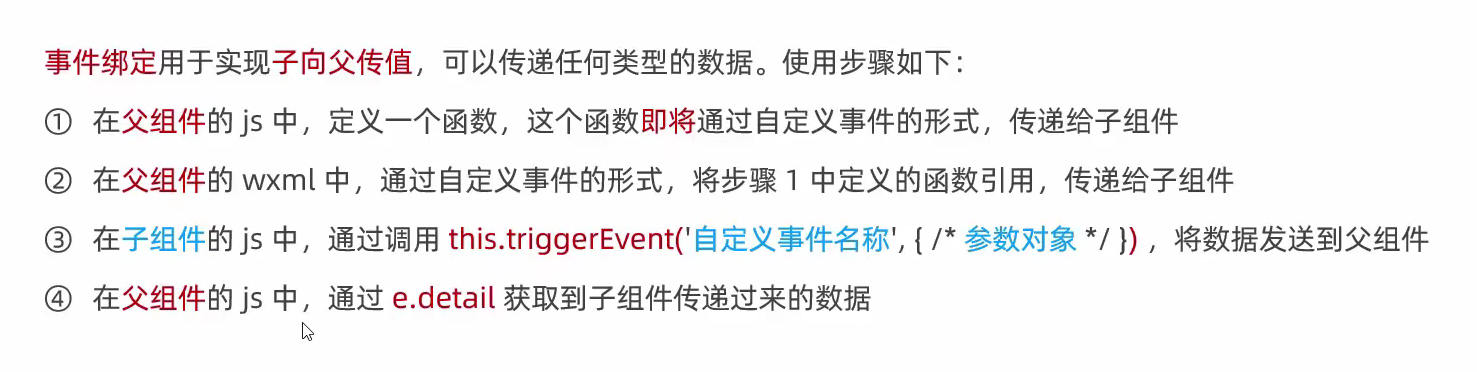 事件绑定用于实现子向父传值，可以传递任何类型的数据。使用步骤如下：
① 在父组件的 js 中，定义一个函数，这个函数即将通过自定义事件的形式，传递给子组件
② 在父组件的 wxml 中，通过自定义事件的形式，将步骤 1 中定义的函数引用，传递给子组件
③ 在子组件的 js 中，通过调用 this.triggerEvent('自定义事件名称', { /* 参数对象 */ }) ，将数据发送到父组件
④ 在父组件的 js 中，通过 e.detail 获取到子组件传递过来的数据